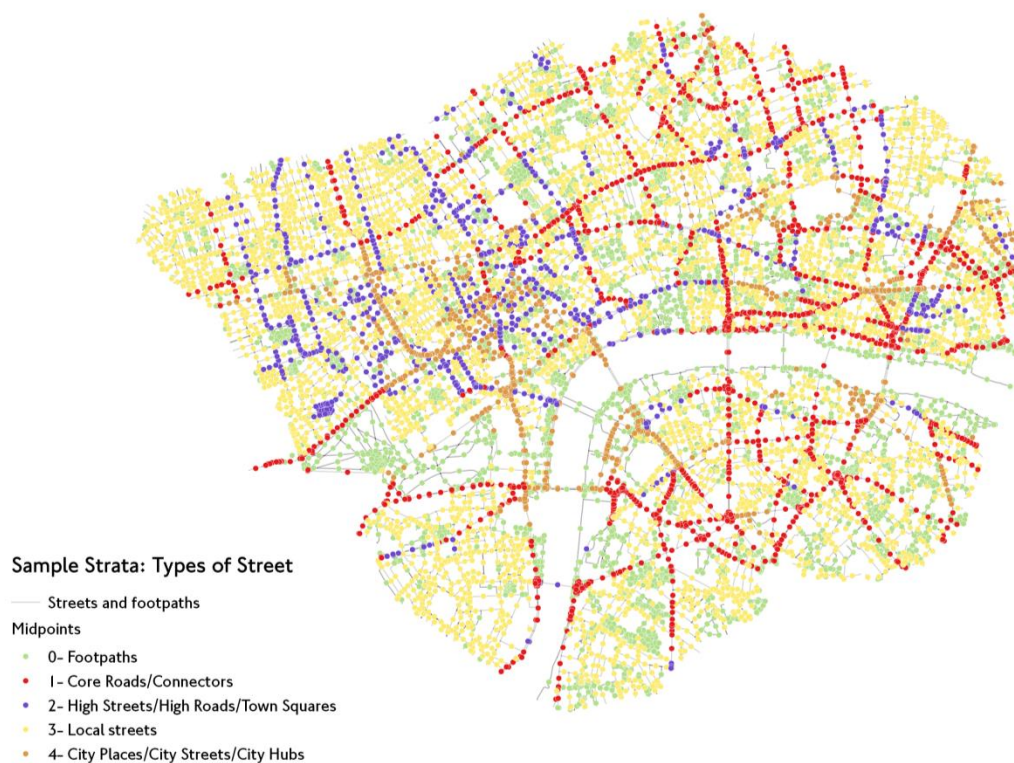 Sample Strata: Types of Street
Streets and footpaths
Midpoints
0- Footpaths
1- Core Roads/Connectors
2- High Streets/High Roads/Town Squares
3- Local streets
4- City Places/City Streets/City Hubs